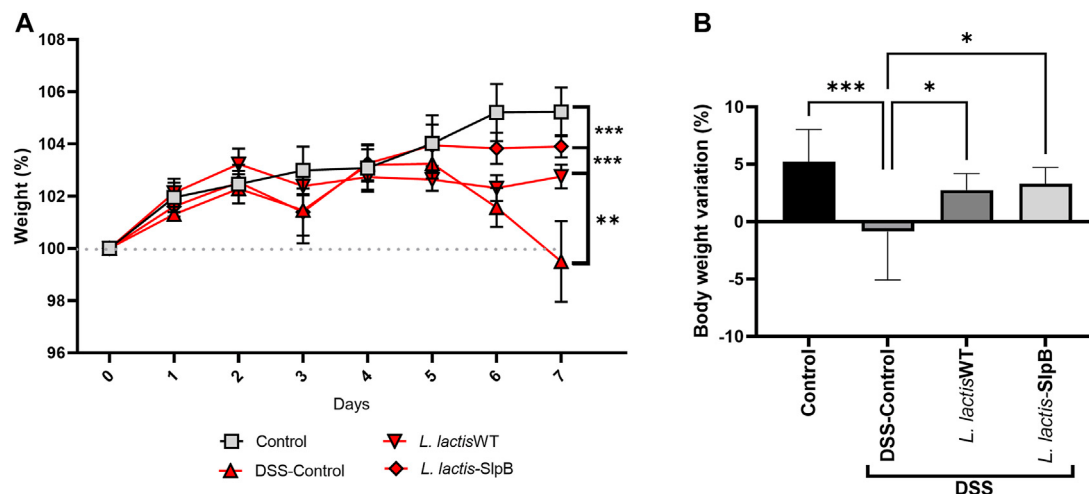 A
Weight (%)
108
106
104
102
100
98
96
***
***
**
0 1 2 3 4 5 6 7
Days
Control
L. lactisWT
DSS-Control
L. lactis-SlpB
B
Body weight variation (%)
*
*** *
10
5
0
-5
-10
Control
DSS-Control
L. lactisWT
L. lactis-SlpB
DSS